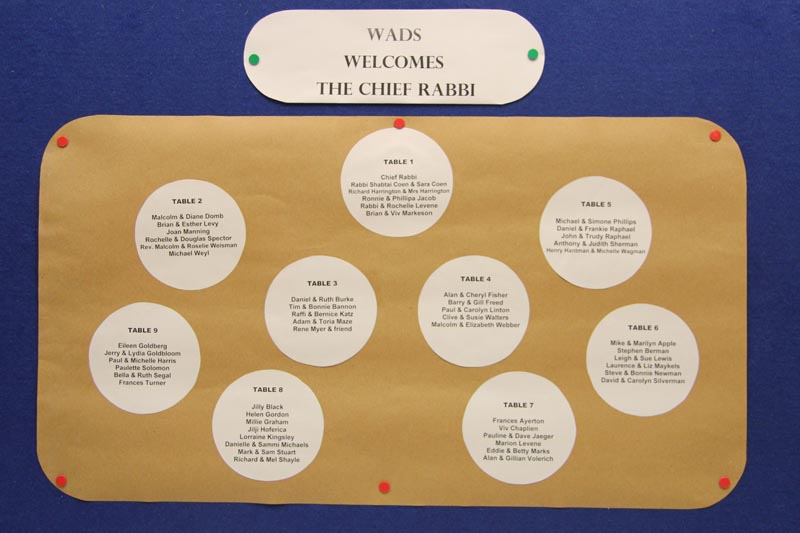 WADS
WELCOMES
THE CHIEF RABBI
TABLE 1
Chief Rabbi
Rabbi Shabtai Coen & Sara Coen
Richard Harrington & Mrs Harrington
Ronnie & Phillipa Jacob
Rabbi & Rochelle Levene
Brian & Viv Markeson
TABLE 2
Malcolm & Diane Domb
Brian & Esther Levy
Joan Manning
Rochelle & Douglas Spector
Rev. Malcolm & Roselie Weisman
Michael Weyl
TABLE 3
Daniel & Ruth Burke
Tim & Bonnie Bannon
Raffi & Bernice Katz
Adam & Toria Maze
Rene Myer & friend
TABLE 4
Alan & Cheryl Fisher
Barry & Gill Freed
Paul & Carolyn Linton
Clive & Susie Walters
Malcolm & Elizabeth Webber
TABLE 5
Michael & Simone Phillips
Daniel & Frankie Raphael
John & Trudy Raphael
Anthony & Judith Sherman
Henry Hardman & Michelle Wagman
TABLE 6
Mike & Marilyn Apple
Stephen Berman
Leigh & Sue Lewis
Laurence & Liz Maykels
Steve & Bonnie Newman
David & Carolyn Silverman
TABLE 7
Frances Ayerton
Viv Chaplien
Pauline & Dave Jaeger
Marion Levene
Eddie & Betty Marks
Alan & Gillian Volerich
TABLE 8
Jilly Black
Helen Gordon
Millie Graham
Jilji Hoferica
Lorraine Kingsley
Danielle & Sammi Michaels
Mark & Sam Stuart
Richard & Mel Shayle
TABLE 9
Eileen Goldberg
Jerry & Lydia Goldbloom
Paul & Michelle Harris
Paulette Solomon
Bella & Ruth Segal
Frances Turner